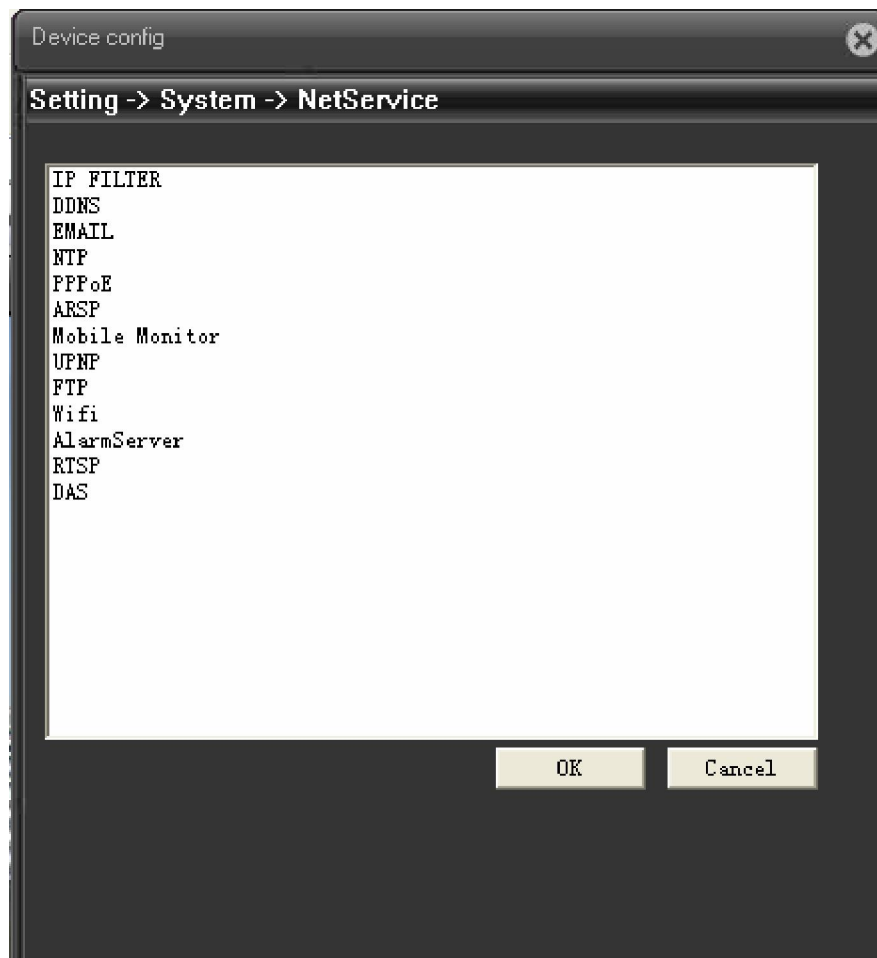 Device config
Setting -> System -> NetService
IP FILTER
DDNS
EMAIL
NTP
PPPoE
ARSP
Mobile Monitor
UPNP
FTP
Wifi
AlarmServer
RTSP
DAS
OK Cancel